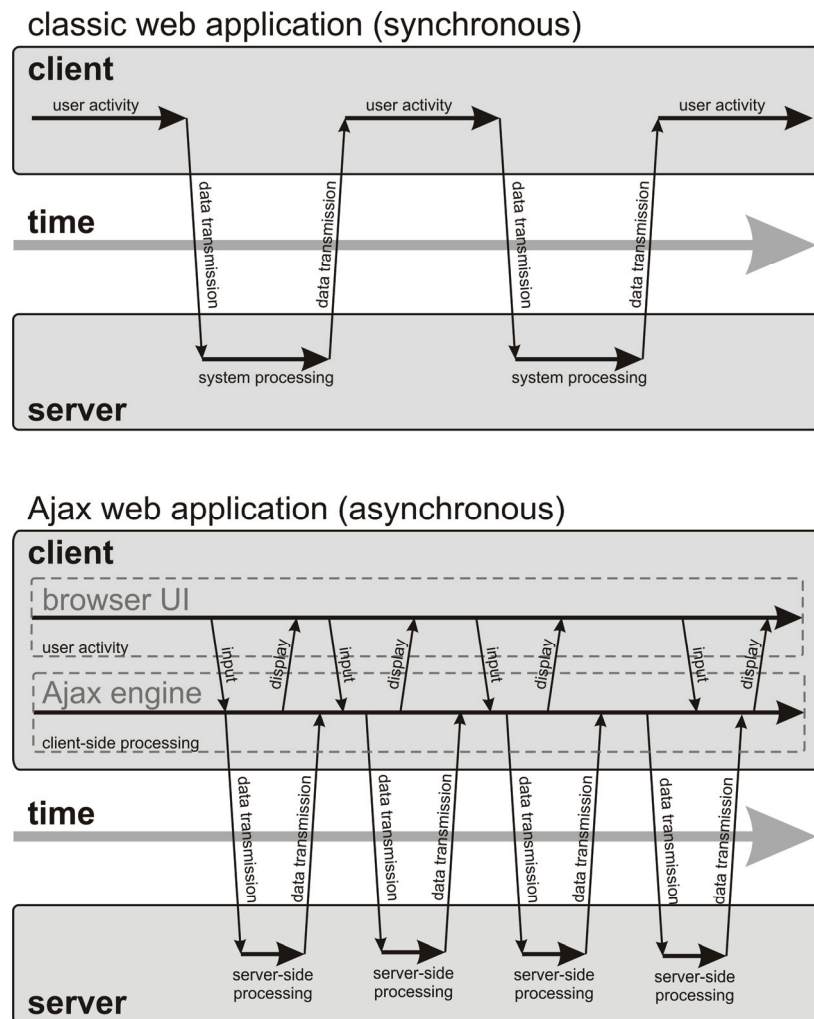 classic web application (synchronous)
client
user activity
user activity
user activity
data transmission
data transmission
data transmission
data transmission
time
system processing
system processing
server
Ajax web application (asynchronous)
client
browser UI
user activity
input
display
input
display
input
display
input
display
Ajax engine
client-side processing
data transmission
data transmission
data transmission
data transmission
data transmission
data transmission
data transmission
data transmission
time
server-side
processing
server-side
processing
server-side
processing
server-side
processing
server